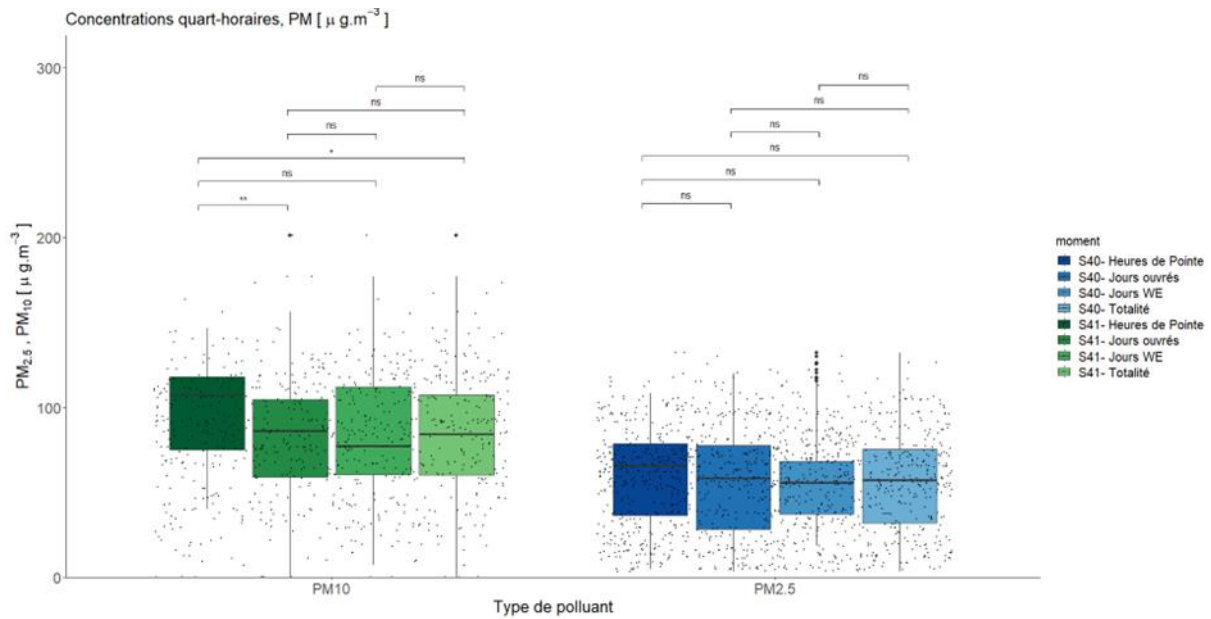 Concentrations quart-horaires, PM [ μ g.m⁻³ ]
300
200
100
0
PM₂.₅ , PM₁₀ [ μ g.m⁻³ ]
ns
ns
ns
*
ns
**
ns
ns
ns
ns
ns
ns
PM10
PM2.5
Type de polluant
moment
S40- Heures de Pointe
S40- Jours ouvrés
S40- Jours WE
S40- Totalité
S41- Heures de Pointe
S41- Jours ouvrés
S41- Jours WE
S41- Totalité